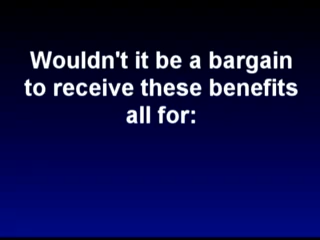 Wouldn't it be a bargain
to receive these benefits
all for: